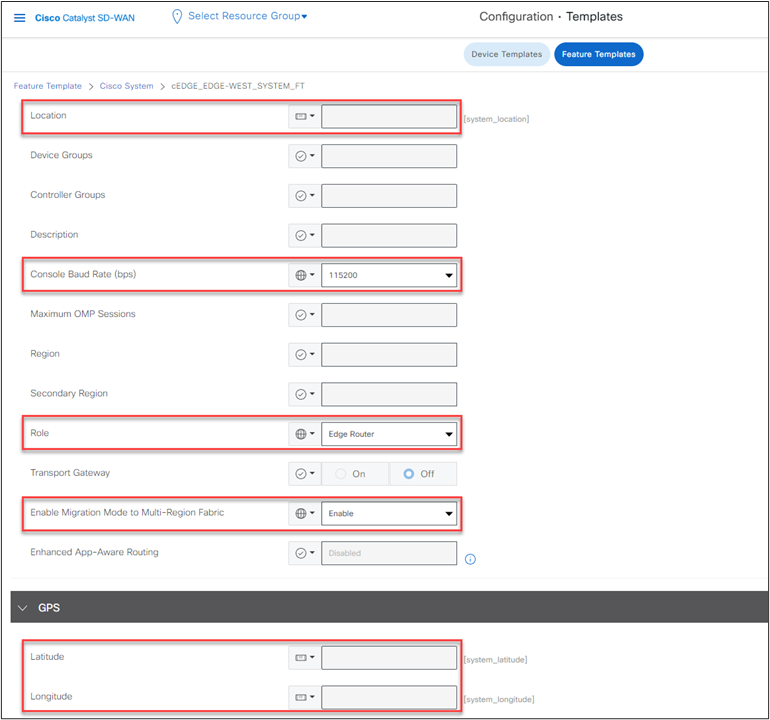 Cisco Catalyst SD-WAN Select Resource Group Configuration · Templates
Device Templates Feature Templates
Feature Template > Cisco System > cEDGE_EDGE-WEST_SYSTEM_FT
Location [system_location]
Device Groups
Controller Groups
Description
Console Baud Rate (bps) 115200
Maximum OMP Sessions
Region
Secondary Region
Role Edge Router
Transport Gateway On Off
Enable Migration Mode to Multi-Region Fabric Enable
Enhanced App-Aware Routing Disabled
GPS
Latitude [system_latitude]
Longitude [system_longitude]